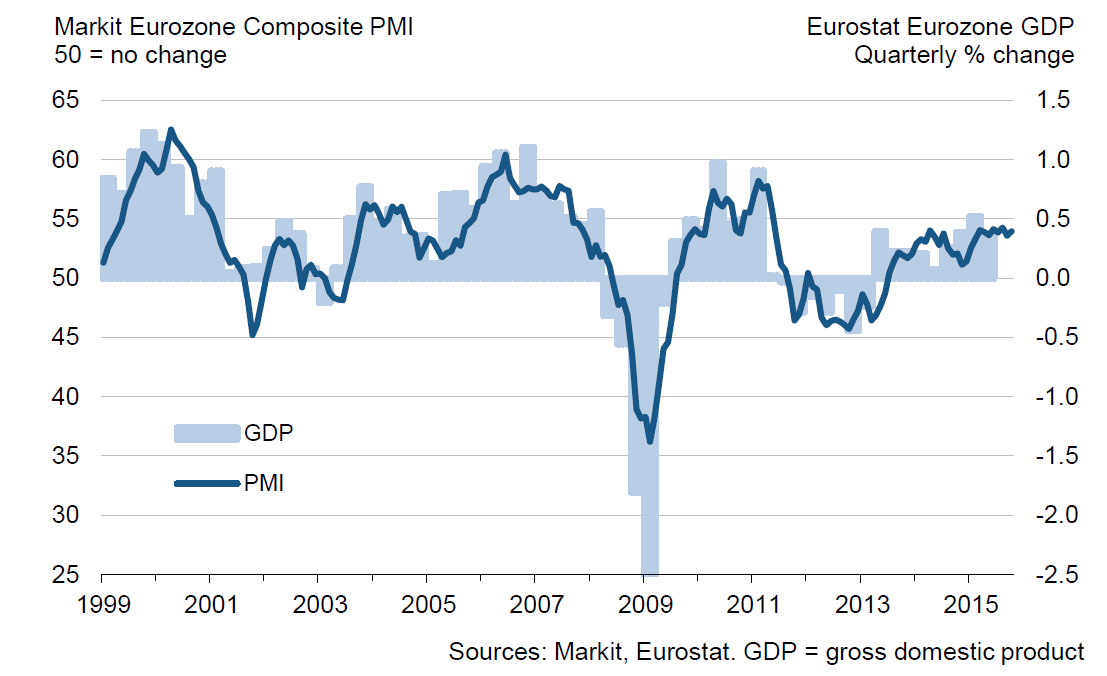 Markit Eurozone Composite PMI
50 = no change
Eurostat Eurozone GDP
Quarterly % change
65
60
55
50
45
40
35
30
25
1.5
1.0
0.5
0.0
-0.5
-1.0
-1.5
-2.0
-2.5
GDP
PMI
1999 2001 2003 2005 2007 2009 2011 2013 2015
Sources: Markit, Eurostat. GDP = gross domestic product